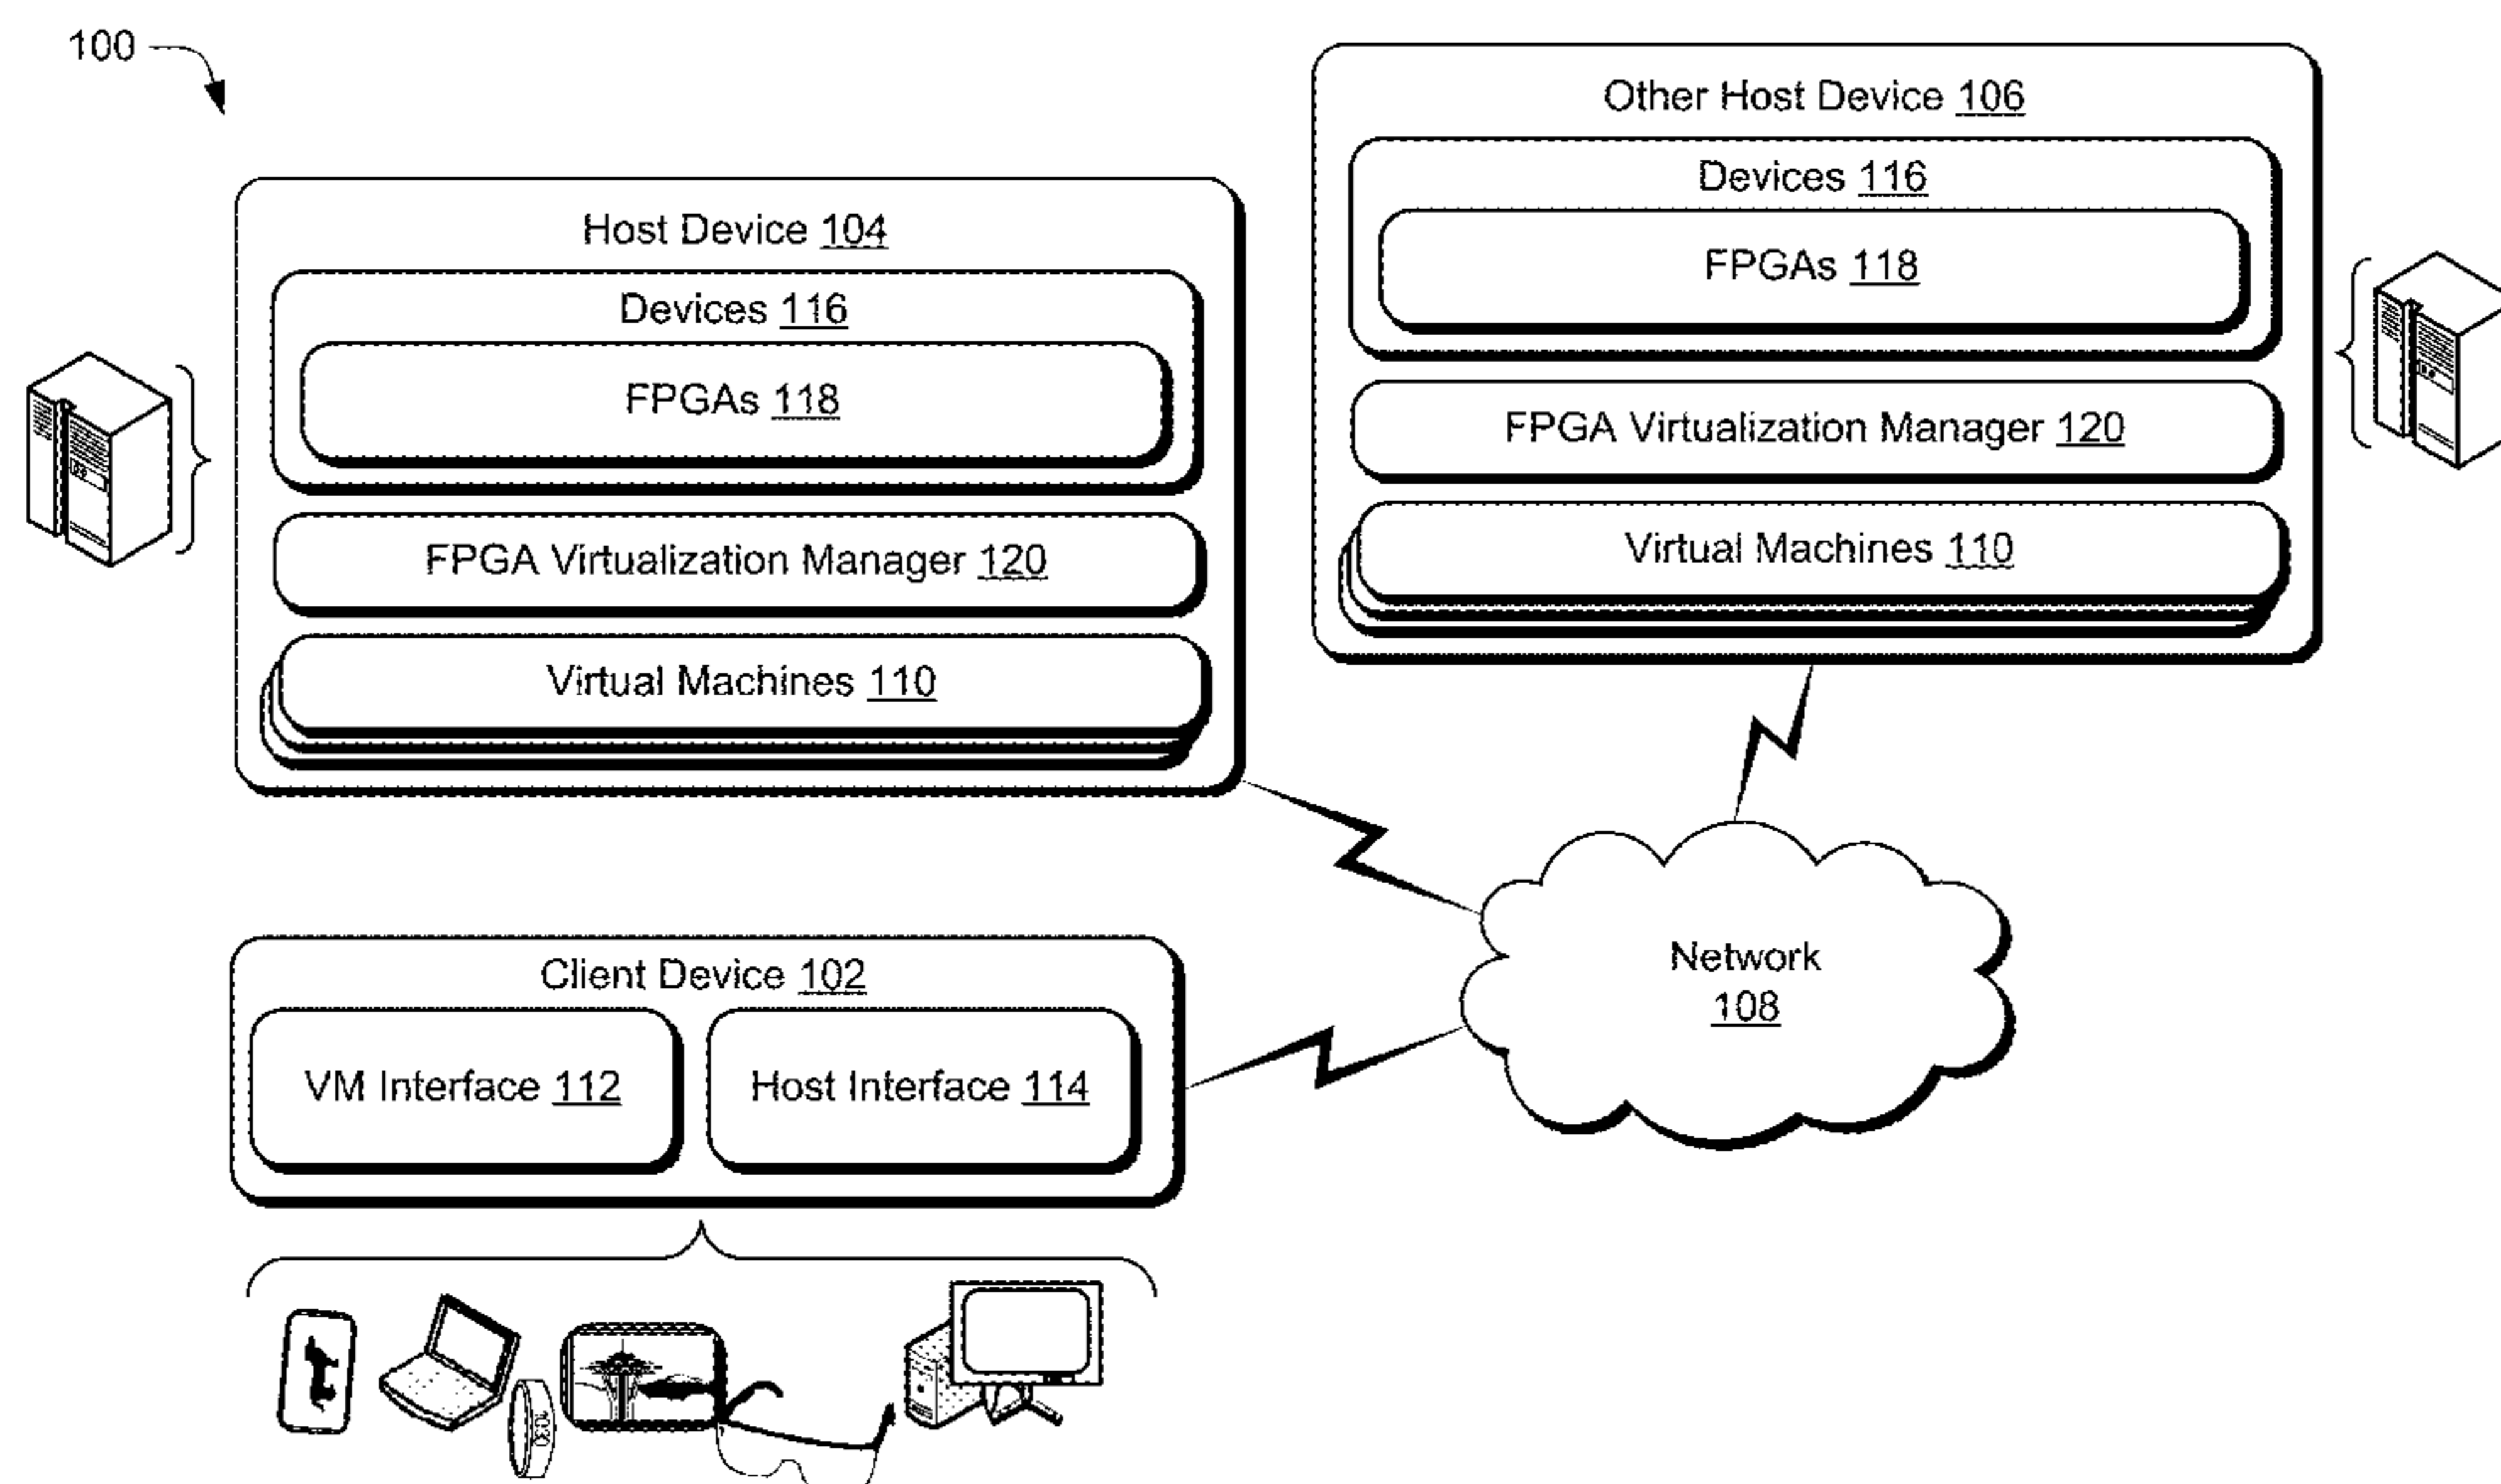 100
Other Host Device 106
Devices 116
FPGAs 118
FPGA Virtualization Manager 120
Virtual Machines 110
Host Device 104
Devices 116
FPGAs 118
FPGA Virtualization Manager 120
Virtual Machines 110
Network
108
Client Device 102
VM Interface 112
Host Interface 114